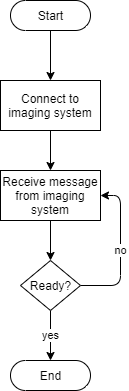 Start
Connect to
imaging system
Receive message
from imaging
system
no
Ready?
yes
End